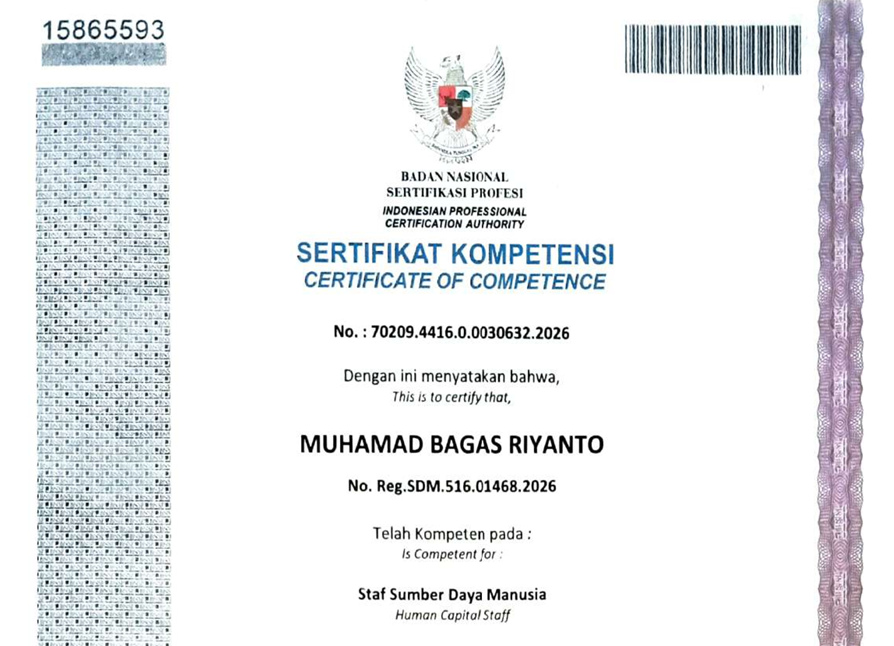 15865593
BADAN NASIONAL
SERTIFIKASI PROFESI
INDONESIAN PROFESSIONAL
CERTIFICATION AUTHORITY
SERTIFIKAT KOMPETENSI
CERTIFICATE OF COMPETENCE
No. : 70209.4416.0.0030632.2026
Dengan ini menyatakan bahwa,
This is to certify that,
MUHAMAD BAGAS RIYANTO
No. Reg.SDM.516.01468.2026
Telah Kompeten pada :
Is Competent for :
Staf Sumber Daya Manusia
Human Capital Staff